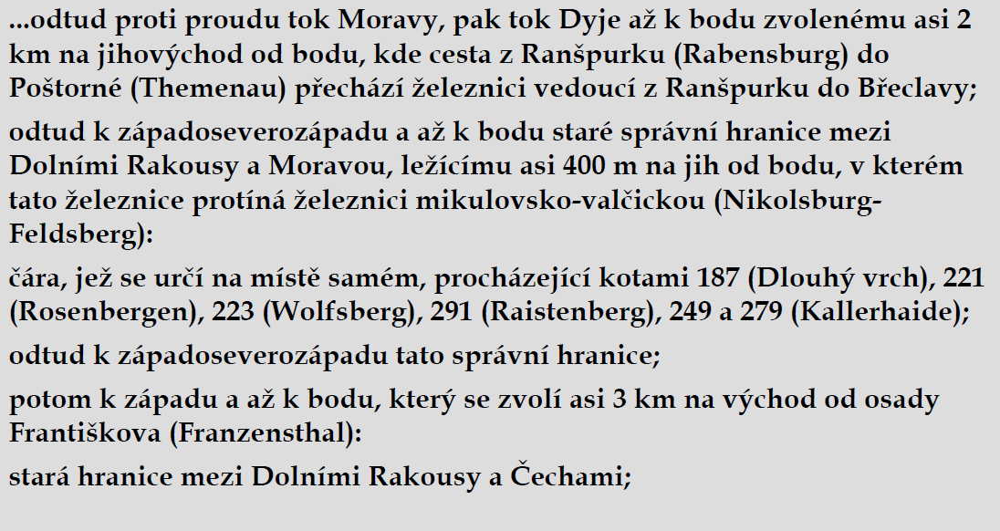 ...odtud proti proudu tok Moravy, pak tok Dyje až k bodu zvolenému asi 2
km na jihovýchod od bodu, kde cesta z Ranšpurku (Rabensburg) do
Poštorné (Themenau) přechází železnici vedoucí z Ranšpurku do Břeclavy;
odtud k západoseverozápadu a až k bodu staré správní hranice mezi
Dolními Rakousy a Moravou, ležícímu asi 400 m na jih od bodu, v kterém
tato železnice protíná železnici mikulovsko-valčickou (Nikolsburg-
Feldsberg):
čára, jež se určí na místě samém, procházející kotami 187 (Dlouhý vrch), 221
(Rosenbergen), 223 (Wolfsberg), 291 (Raistenberg), 249 a 279 (Kallerhaide);
odtud k západoseverozápadu tato správní hranice;
potom k západu a až k bodu, který se zvolí asi 3 km na východ od osady
Františkova (Franzensthal):
stará hranice mezi Dolními Rakousy a Čechami;